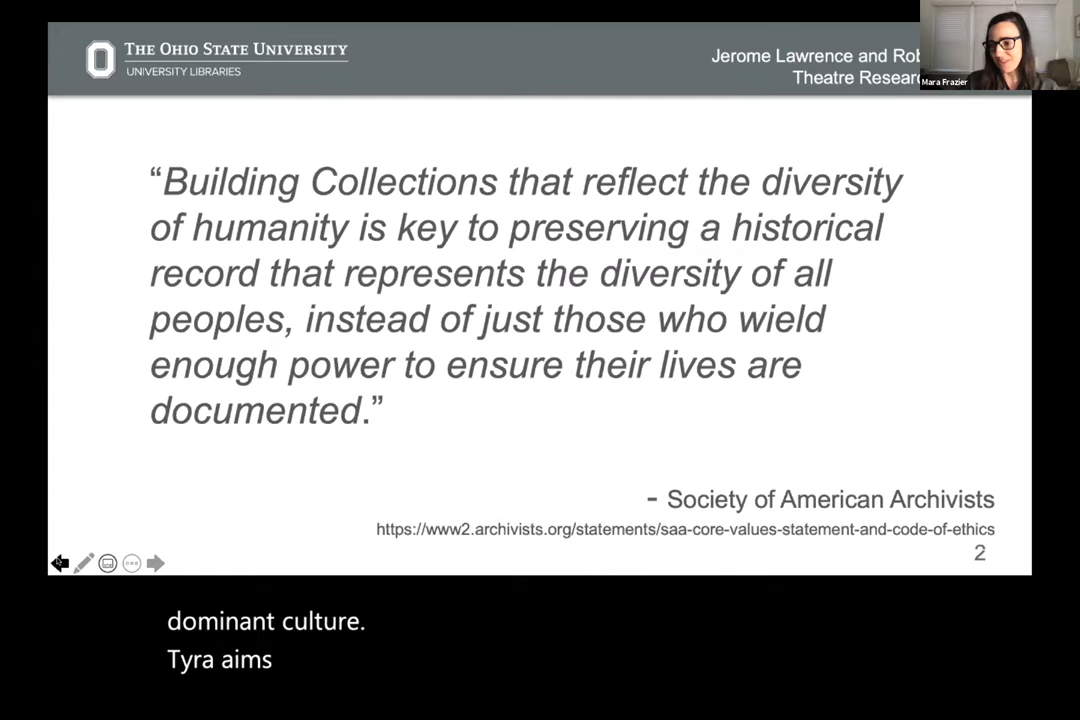 THE OHIO STATE UNIVERSITY
UNIVERSITY LIBRARIES
Jerome Lawrence and
Theatre
Mara Frazier
“Building Collections that reflect the diversity
of humanity is key to preserving a historical
record that represents the diversity of all
peoples, instead of just those who wield
enough power to ensure their lives are
documented.”
- Society of American Archivists
https://www2.archivists.org/statements/saa-core-values-statement-and-code-of-ethics
2
dominant culture.
Tyra aims